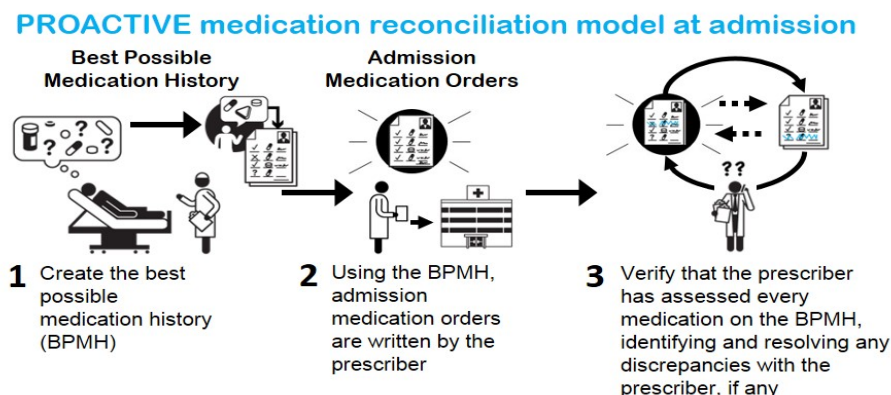 PROACTIVE medication reconciliation model at admission
Best Possible
Medication History
Admission
Medication Orders
? ? ? ?
?
??
1 Create the best
possible
medication history
(BPMH)
2 Using the BPMH,
admission
medication orders
are written by the
prescriber
3 Verify that the prescriber
has assessed every
medication on the BPMH,
identifying and resolving any
discrepancies with the
prescriber, if any